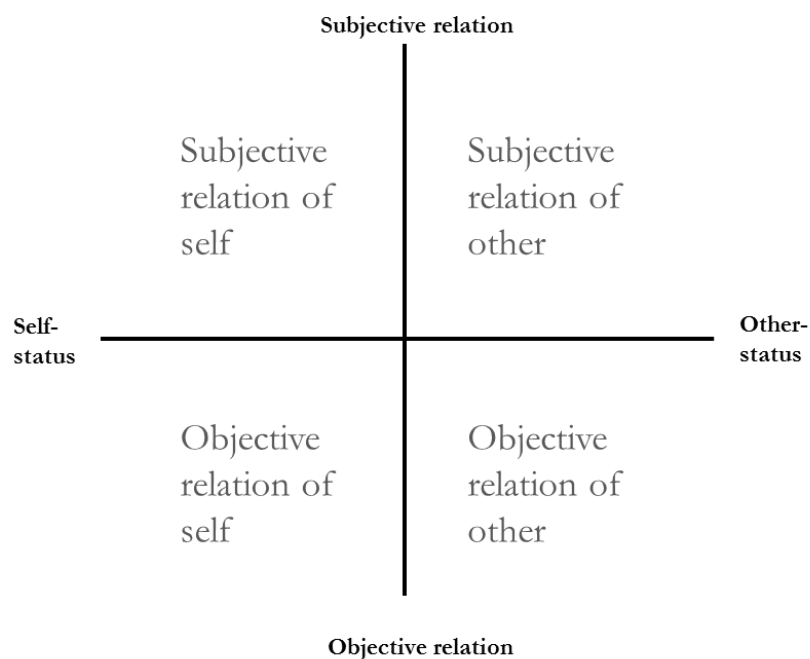 Subjective relation
Subjective
relation of
self
Subjective
relation of
other
Self-
status
Other-
status
Objective
relation of
self
Objective
relation of
other
Objective relation